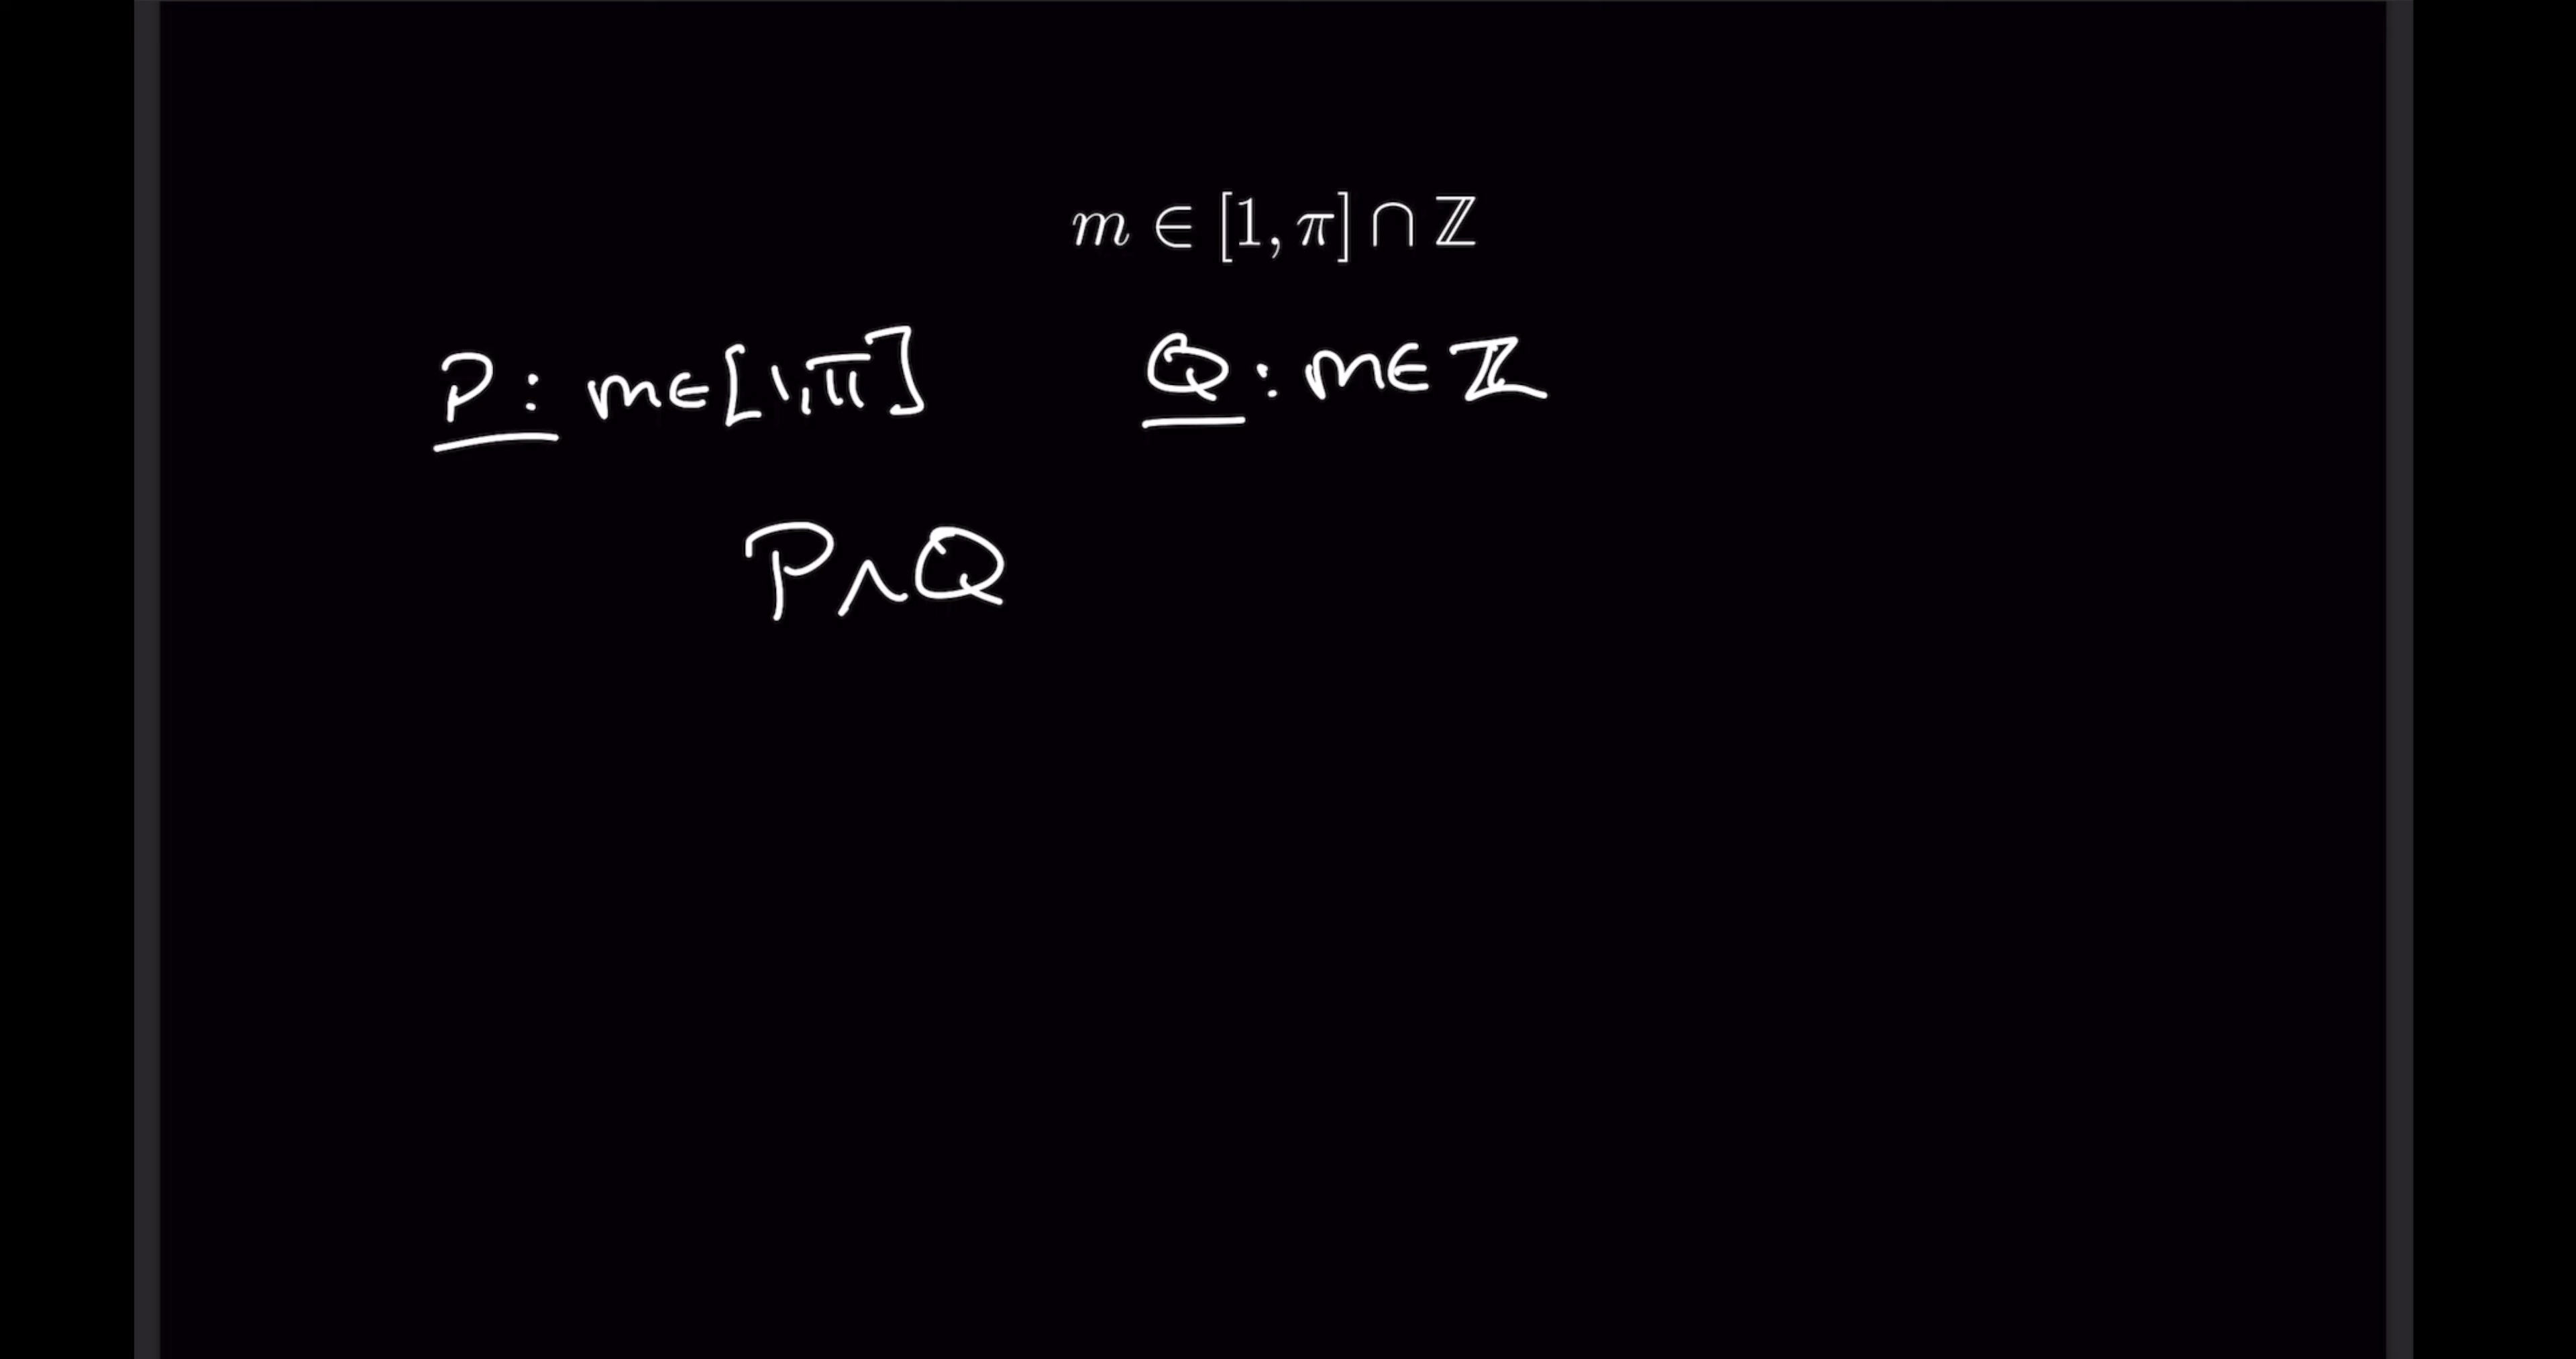 m ∈ [1, π] ∩ ℤ
P : m ∈ [1, π] Q : m ∈ ℤ
P ∧ Q